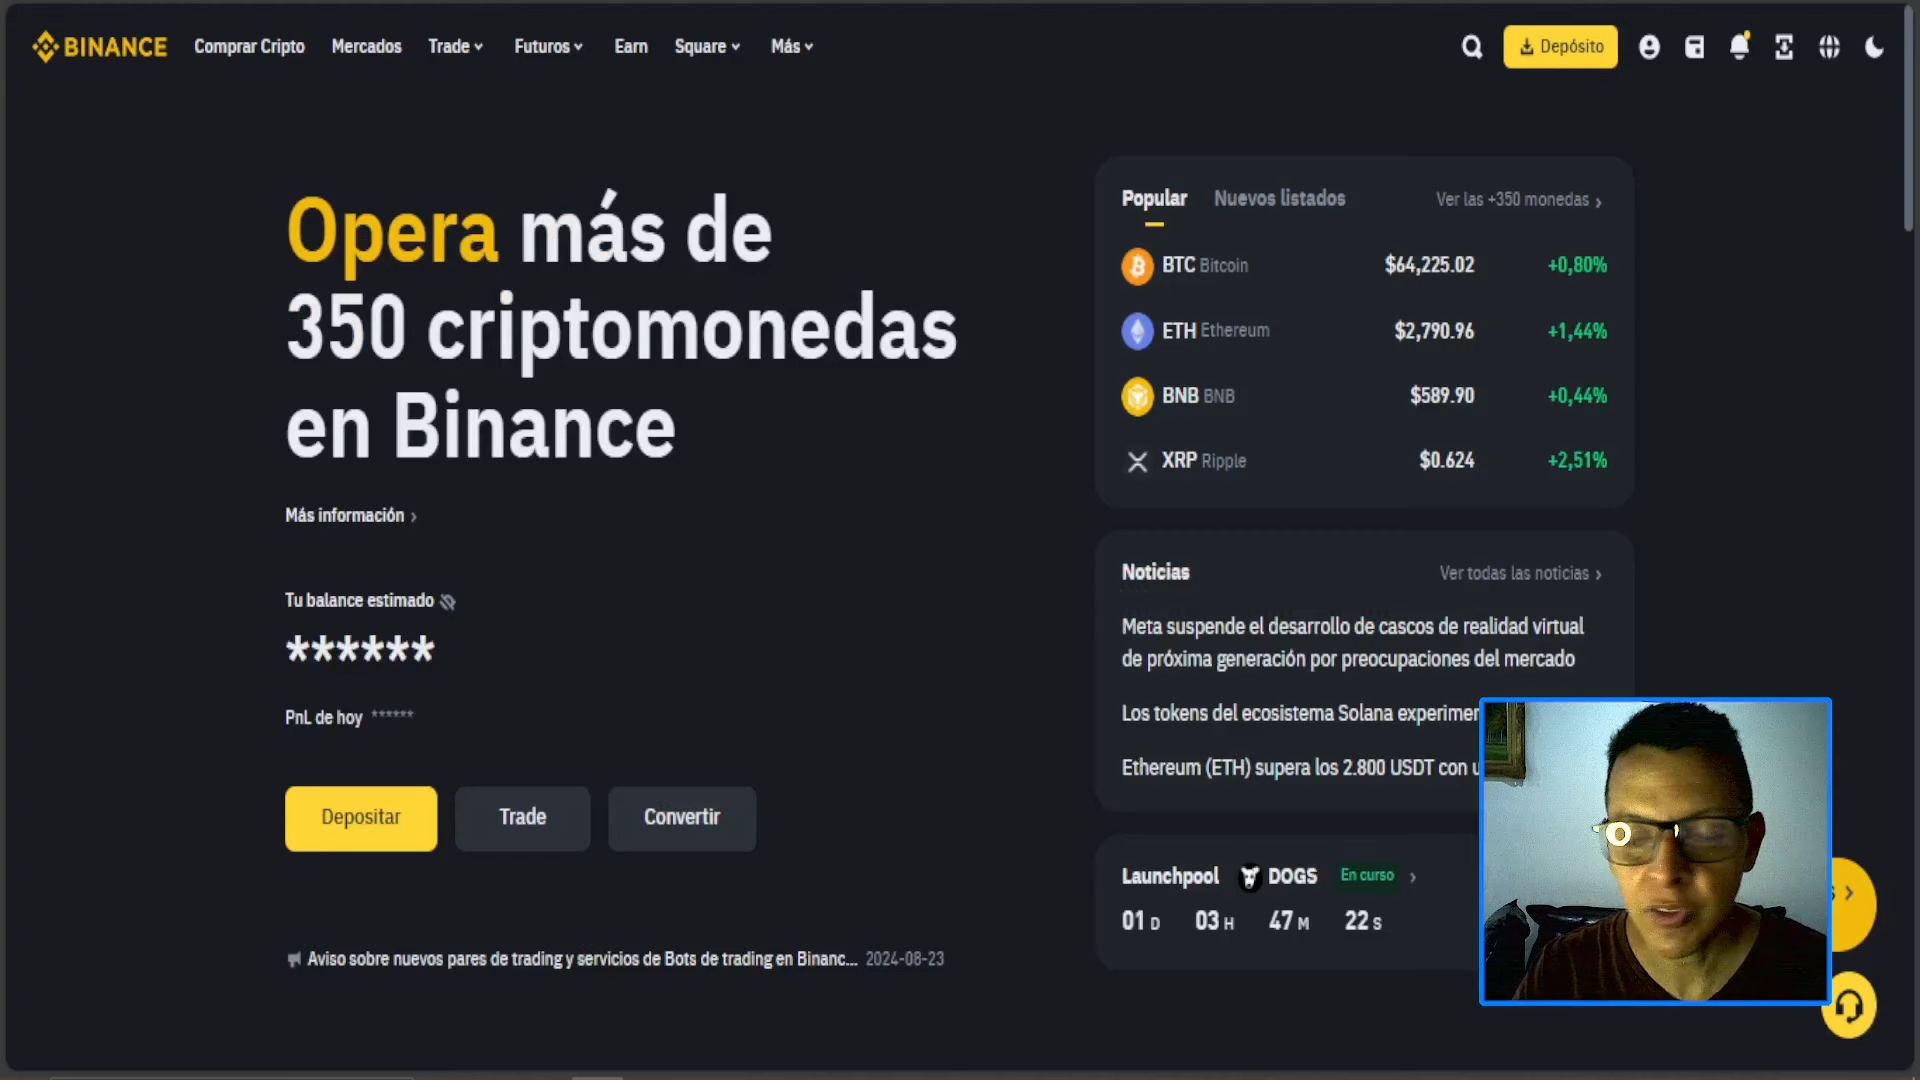 BINANCE
Comprar Cripto
Mercados
Trade
Futuros
Earn
Square
Más
Depósito
Opera más de
350 criptomonedas
en Binance
Más información
Tu balance estimado
******
PnL de hoy ******
Depositar
Trade
Convertir
Aviso sobre nuevos pares de trading y servicios de Bots de trading en Binanc... 2024-08-23
Popular
Nuevos listados
Ver las +350 monedas
BTC Bitcoin $64,225.02 +0,80%
ETH Ethereum $2,790.96 +1,44%
BNB BNB $589.90 +0,44%
XRP Ripple $0.624 +2,51%
Noticias
Ver todas las noticias
Meta suspende el desarrollo de cascos de realidad virtual
de próxima generación por preocupaciones del mercado
Los tokens del ecosistema Solana
Ethereum (ETH) supera los 2.800 USDT con
Launchpool DOGS En curso
01 D 03 H 47 M 22 S